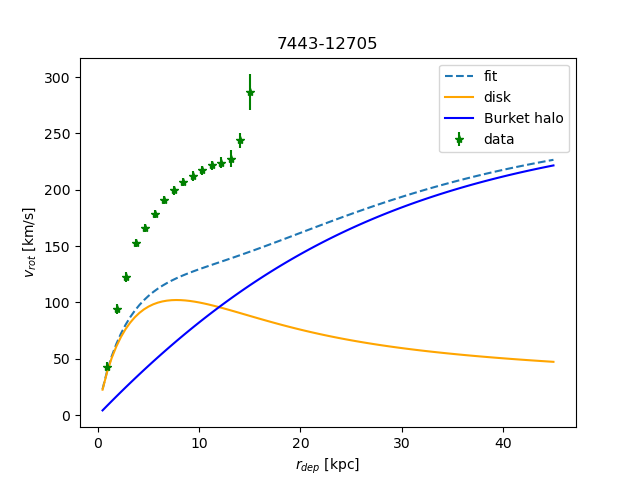 7443-12705
fit
disk
Burket halo
data
300
250
200
150
100
50
0
v_rot [km/s]
0 10 20 30 40
r_dep [kpc]